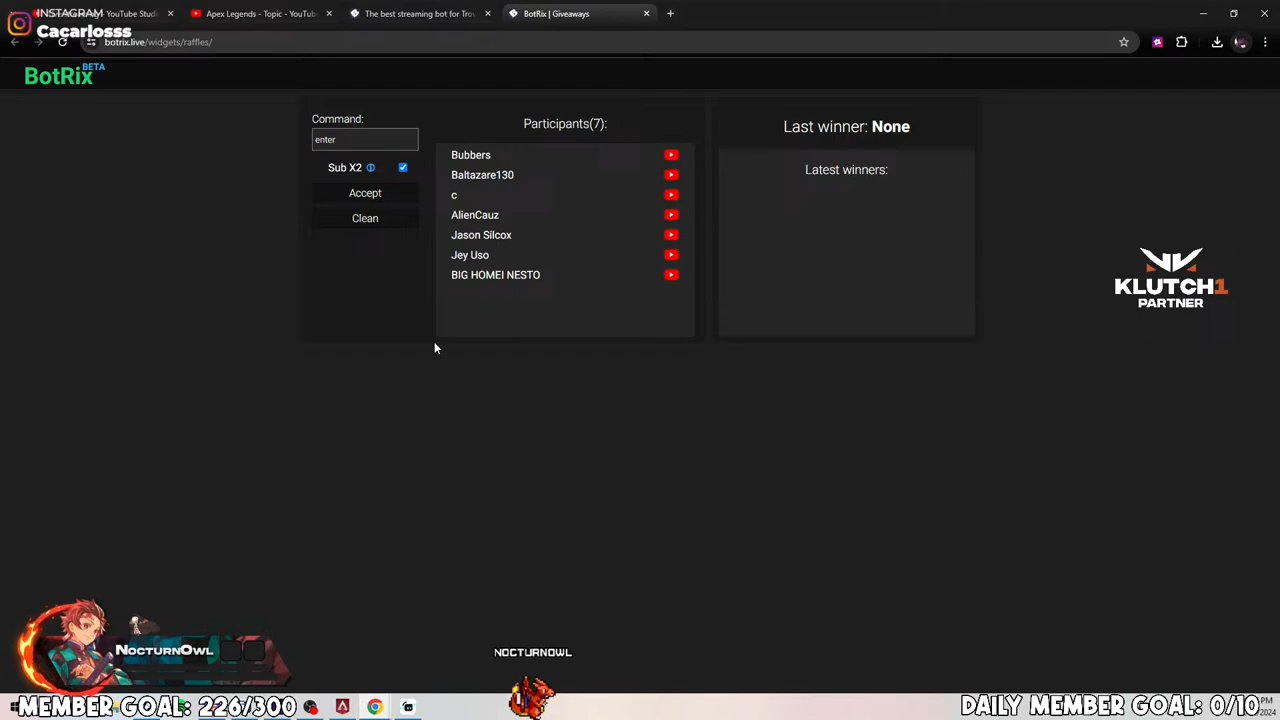 INSTAGRAM
Cacarlosss
YouTube Studi
Apex Legends - Topic - YouTub
The best streaming bot for Tro
BotRix | Giveaways
botrix.live/widgets/raffles/
BotRix BETA
Command:
enter
Sub X2
Accept
Clean
Participants(7):
Bubbers
Baltazare130
c
AlienCauz
Jason Silcox
Jey Uso
BIG HOMEI NESTO
Last winner: None
Latest winners:
KLUTCH1
PARTNER
NocturnOwl
NOCTURNOWL
MEMBER GOAL: 226/300
DAILY MEMBER GOAL: 0/10
PM
2024